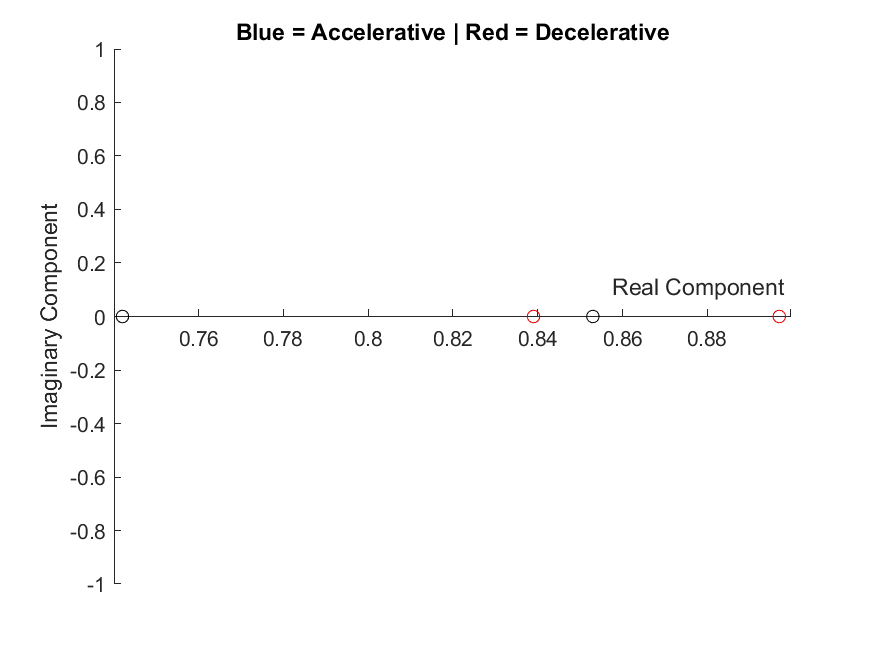 Blue = Accelerative | Red = Decelerative
1
0.8
0.6
0.4
0.2
0
-0.2
-0.4
-0.6
-0.8
-1
Imaginary Component
Real Component
0.76 0.78 0.8 0.82 0.84 0.86 0.88